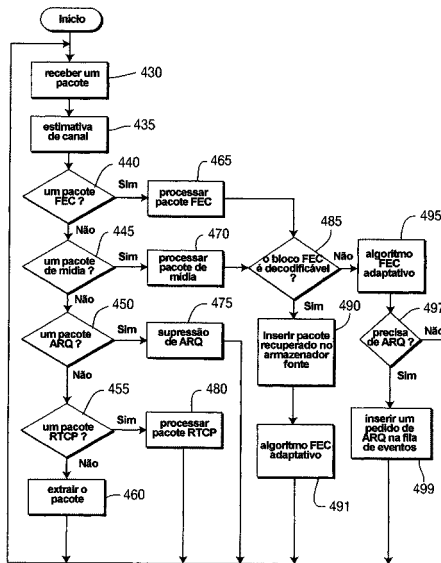 Início
receber um
pacote
430
estimativa
de canal
435
440
um pacote
FEC ?
Sim
Não
465
processar
pacote FEC
445
um pacote
de mídia ?
Sim
Não
470
processar
pacote de
mídia
485
o bloco FEC
é decodificável
?
Não
Sim
495
algoritmo
FEC
adaptativo
450
um pacote
ARQ ?
Sim
Não
475
supressão
de ARQ
490
Inserir pacote
recuperado no
armazenador
fonte
497
precisa
de ARQ ?
Não
Sim
455
um pacote
RTCP ?
Sim
Não
480
processar
pacote RTCP
algoritmo FEC
adaptativo
491
inserir um
pedido de
ARQ na fila
de eventos
499
extrair o
pacote
460